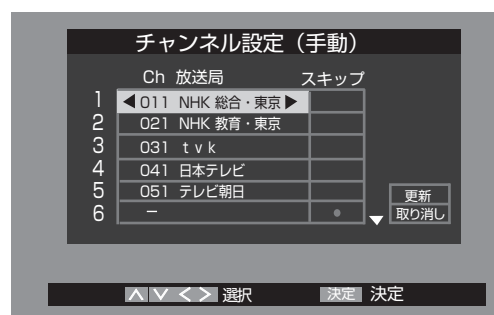 チャンネル設定（手動）
Ch 放送局 スキップ
1 ◀011 NHK 総合・東京▶
2 021 NHK 教育・東京
3 031 ｔｖｋ
4 041 日本テレビ
5 051 テレビ朝日
更新
6 − ● ▼ 取り消し
∧∨<> 選択 決定 決定